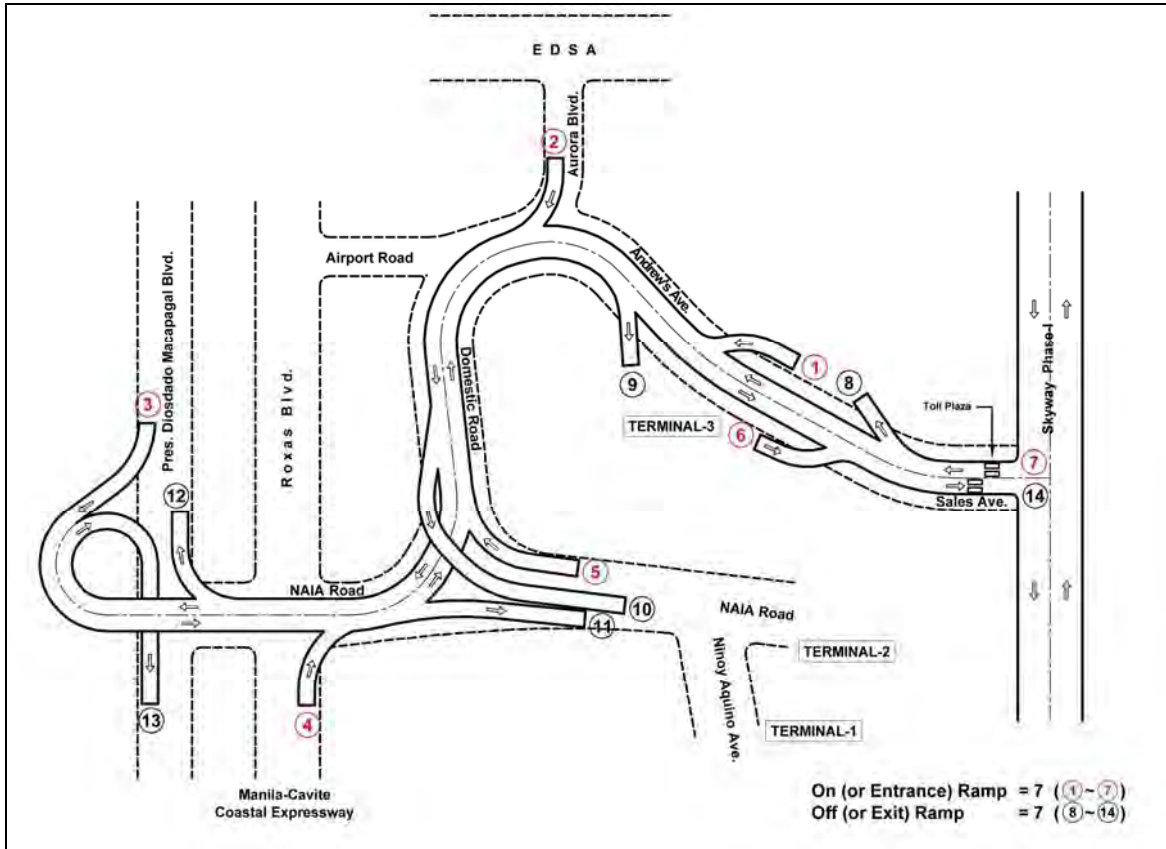 E D S A
Aurora Blvd.
2
Airport Road
Andrew's Ave.
Pres. Diosdado Macapagal Blvd.
Roxas Blvd.
Domestic Road
Skyway Phase-I
1
8
9
3
Toll Plaza
TERMINAL-3
6
7
14
Sales Ave.
12
5
NAIA Road
10
11
NAIA Road
TERMINAL-2
Ninoy Aquino Ave.
13
4
TERMINAL-1
Manila-Cavite
Coastal Expressway
On (or Entrance) Ramp = 7 (1~7)
Off (or Exit) Ramp = 7 (8~14)